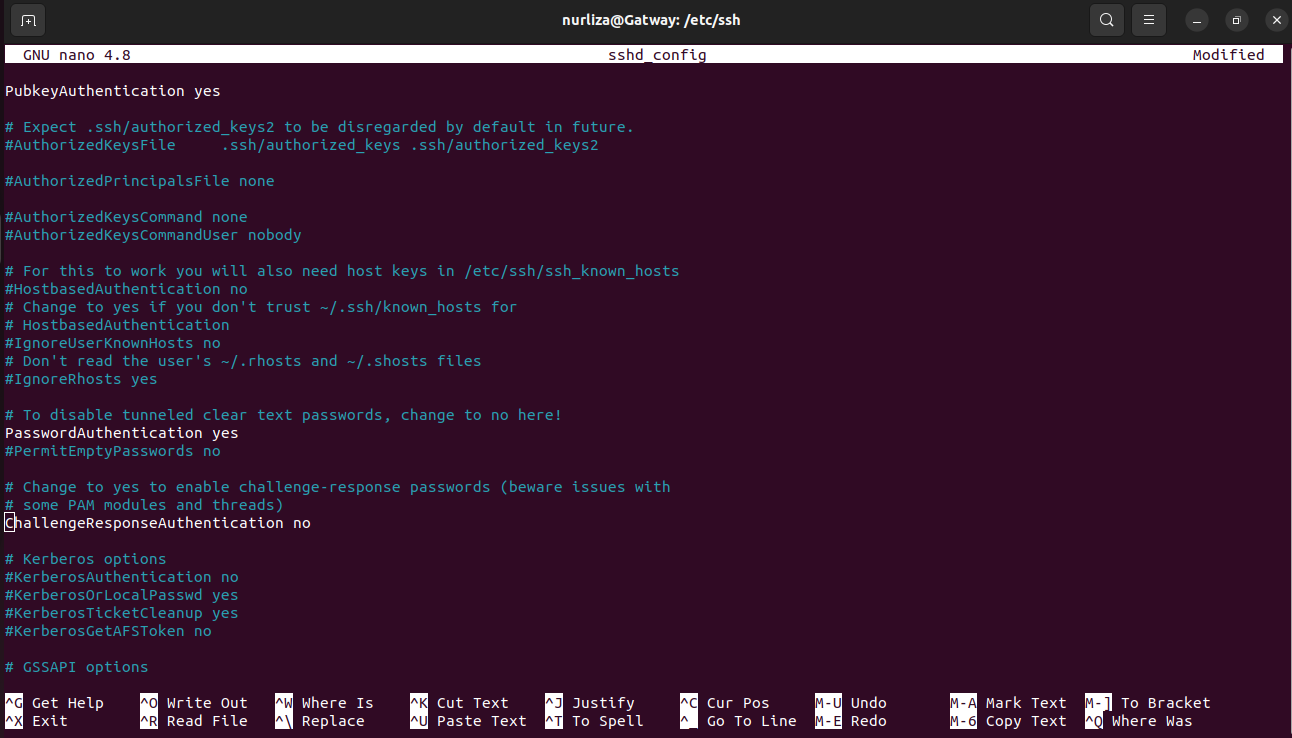 nurliza@Gatway: /etc/ssh
GNU nano 4.8 sshd_config Modified
PubkeyAuthentication yes
# Expect .ssh/authorized_keys2 to be disregarded by default in future.
#AuthorizedKeysFile .ssh/authorized_keys .ssh/authorized_keys2
#AuthorizedPrincipalsFile none
#AuthorizedKeysCommand none
#AuthorizedKeysCommandUser nobody
# For this to work you will also need host keys in /etc/ssh/ssh_known_hosts
#HostbasedAuthentication no
# Change to yes if you don't trust ~/.ssh/known_hosts for
# HostbasedAuthentication
#IgnoreUserKnownHosts no
# Don't read the user's ~/.rhosts and ~/.shosts files
#IgnoreRhosts yes
# To disable tunneled clear text passwords, change to no here!
PasswordAuthentication yes
#PermitEmptyPasswords no
# Change to yes to enable challenge-response passwords (beware issues with
# some PAM modules and threads)
ChallengeResponseAuthentication no
# Kerberos options
#KerberosAuthentication no
#KerberosOrLocalPasswd yes
#KerberosTicketCleanup yes
#KerberosGetAFSToken no
# GSSAPI options
^G Get Help ^O Write Out ^W Where Is ^K Cut Text ^J Justify ^C Cur Pos M-U Undo M-A Mark Text M-] To Bracket
^X Exit ^R Read File ^\ Replace ^U Paste Text ^T To Spell ^_ Go To Line M-E Redo M-6 Copy Text ^Q Where Was